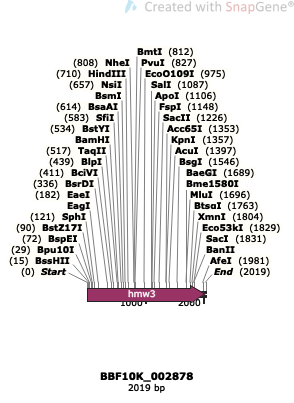 Created with SnapGene®
BmtI (812)
(808) NheI PvuI (827)
(710) HindIII EcoO109I (975)
(657) NsiI SalI (1087)
BsmI ApoI (1106)
(614) BsaAI FspI (1148)
(583) SfiI SacII (1226)
(534) BstYI Acc65I (1353)
BamHI KpnI (1357)
(517) TaqII AcuI (1397)
(439) BlpI BsgI (1546)
(411) BciVI BaeGI (1689)
(336) BsrDI Bme1580I
(182) EaeI MluI (1696)
EagI BtsαI (1763)
(121) SphI XmnI (1804)
(90) BstZ17I Eco53kI (1829)
(72) BspEI SacI (1831)
(29) Bpu10I BanII
(15) BssHII AfeI (1981)
(0) Start End (2019)
hmw3
1000 2000
BBF10K_002878
2019 bp